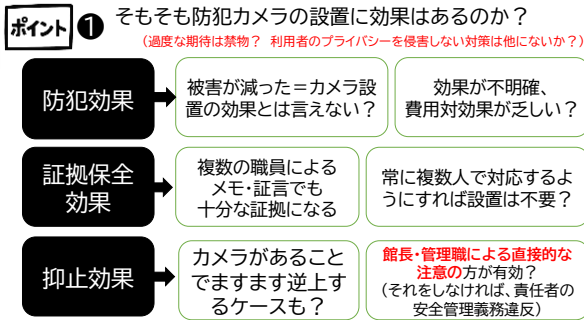 ポイント❶ そもそも防犯カメラの設置に効果はあるのか？
（過度な期待は禁物？ 利用者のプライバシーを侵害しない対策は他にないか？）
防犯効果
被害が減った＝カメラ設
置の効果とは言えない？
効果が不明確、
費用対効果が乏しい？
証拠保全
効果
複数の職員による
メモ・証言でも
十分な証拠になる
常に複数人で対応するよ
うにすれば設置は不要？
抑止効果
カメラがあること
でますます逆上す
るケースも？
館長・管理職による直接的な
注意の方が有効？
（それをしなければ、責任者の
安全管理義務違反）